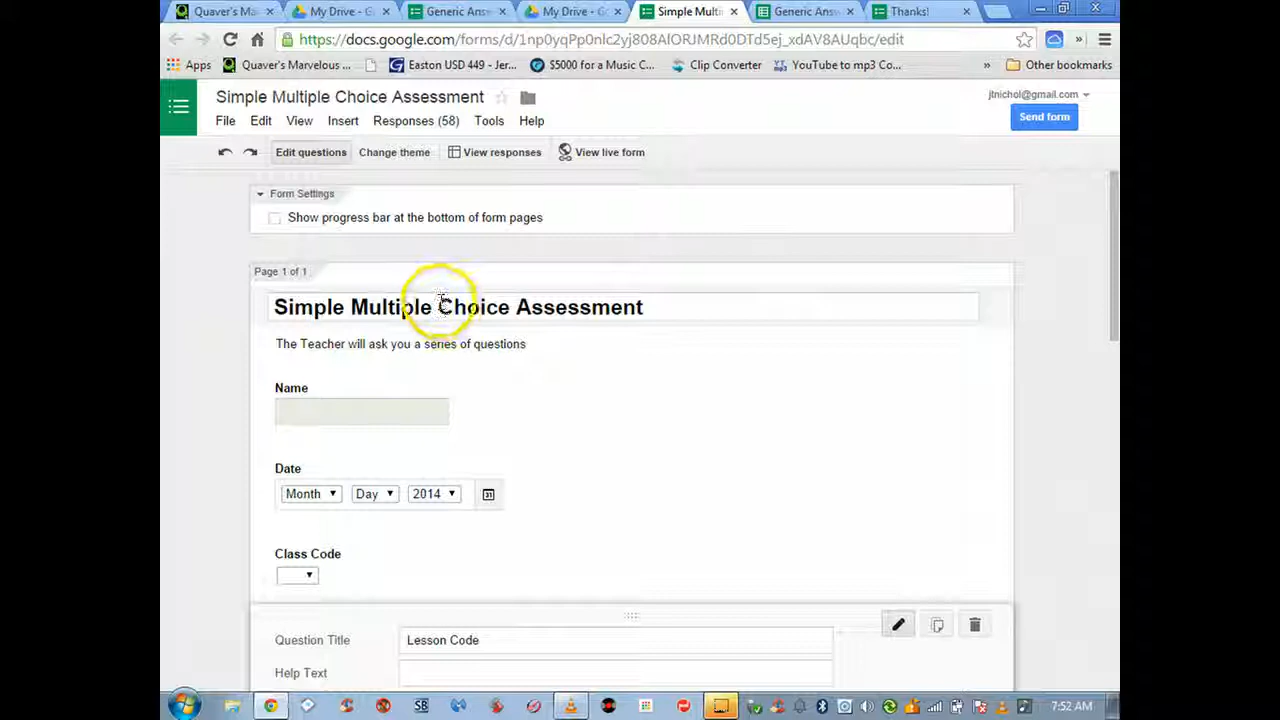 Quaver's Ma
My Drive - G
Generic Ans
My Drive - G
Simple Multi
Generic Ans
Thanks!
https://docs.google.com/forms/d/
/edit
Apps
Quaver's Marvelous ...
Easton USD 449 - Jer...
$5000 for a Music C...
Clip Converter
YouTube to mp3 Co...
»
Other bookmarks
Simple Multiple Choice Assessment
jtnichol@gmail.com
File Edit View Insert Responses (58) Tools Help
Send form
Edit questions
Change theme
View responses
View live form
Form Settings
Show progress bar at the bottom of form pages
Page 1 of 1
Simple Multiple Choice Assessment
The Teacher will ask you a series of questions
Name
Date
Month
Day
2014
31
Class Code
Question Title
Lesson Code
Help Text
SB
7:52 AM